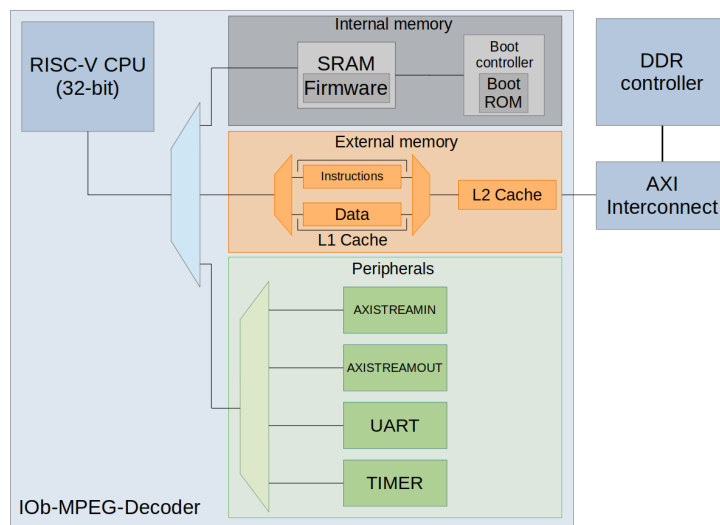 RISC-V CPU
(32-bit)
Internal memory
SRAM
Firmware
Boot
controller
Boot
ROM
DDR
controller
External memory
Instructions
Data
L1 Cache
L2 Cache
AXI
Interconnect
Peripherals
AXISTREAMIN
AXISTREAMOUT
UART
TIMER
IOb-MPEG-Decoder